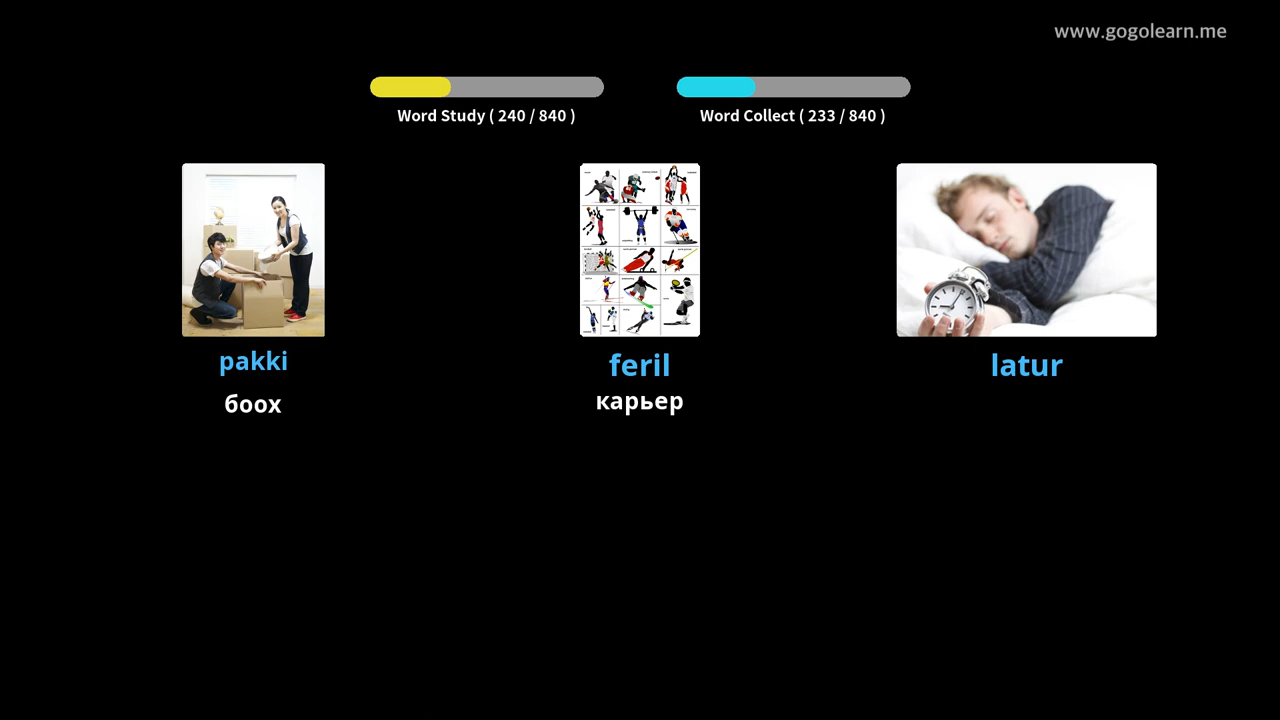 www.gogolearn.me
Word Study ( 240 / 840 )
Word Collect ( 233 / 840 )
pakki
боох
feril
карьер
latur